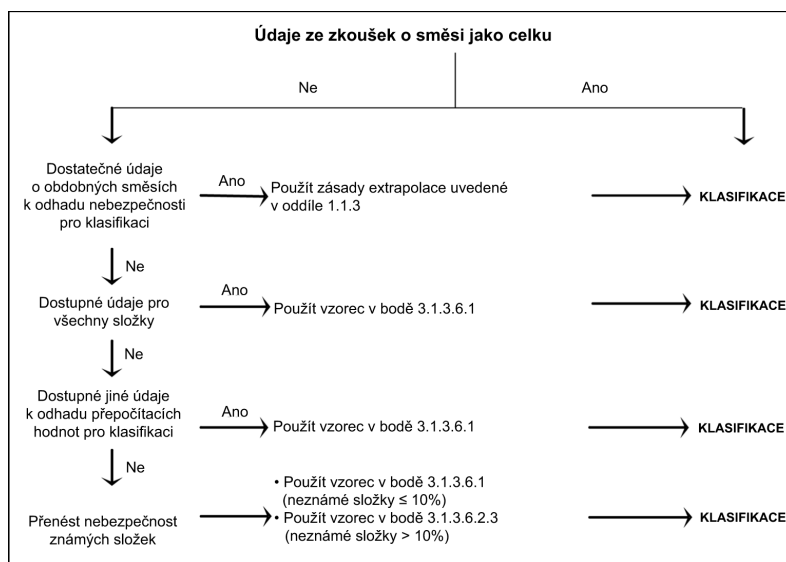 Údaje ze zkoušek o směsi jako celku
Ne
Ano
Dostatečné údaje
o obdobných směsích
k odhadu nebezpečnosti
pro klasifikaci
Ano
Použít zásady extrapolace uvedené
v oddíle 1.1.3
KLASIFIKACE
Ne
Dostupné údaje pro
všechny složky
Ano
Použít vzorec v bodě 3.1.3.6.1
KLASIFIKACE
Ne
Dostupné jiné údaje
k odhadu přepočítacích
hodnot pro klasifikaci
Ano
Použít vzorec v bodě 3.1.3.6.1
KLASIFIKACE
Ne
Přenést nebezpečnost
známých složek
• Použít vzorec v bodě 3.1.3.6.1
(neznámé složky ≤ 10%)
• Použít vzorec v bodě 3.1.3.6.2.3
(neznámé složky > 10%)
KLASIFIKACE